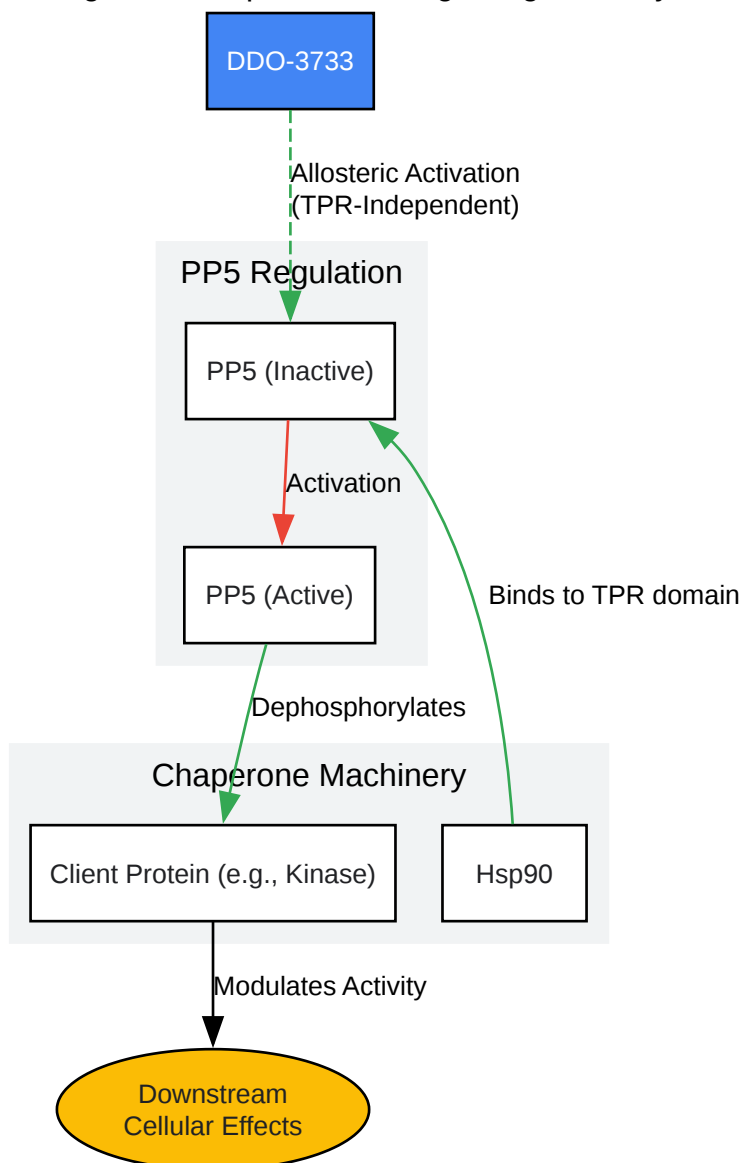 DDO-3733
Allosteric Activation
(TPR-Independent)
PP5 Regulation
PP5 (Inactive)
Activation
PP5 (Active)
Binds to TPR domain
Dephosphorylates
Chaperone Machinery
Client Protein (e.g., Kinase)
Hsp90
Modulates Activity
Downstream
Cellular Effects